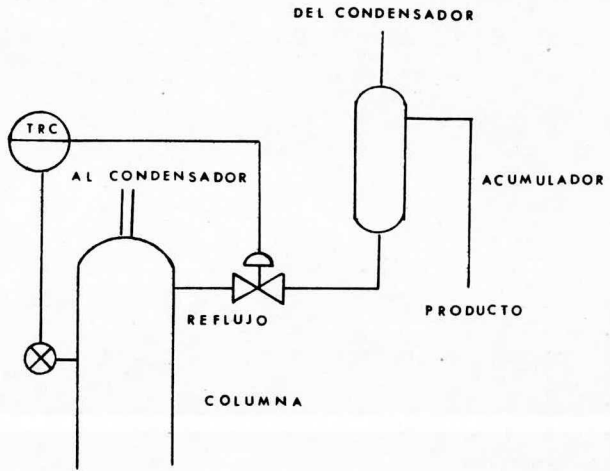 DEL CONDENSADOR
TRC
AL CONDENSADOR
ACUMULADOR
PRODUCTO
REFLUJO
COLUMNA